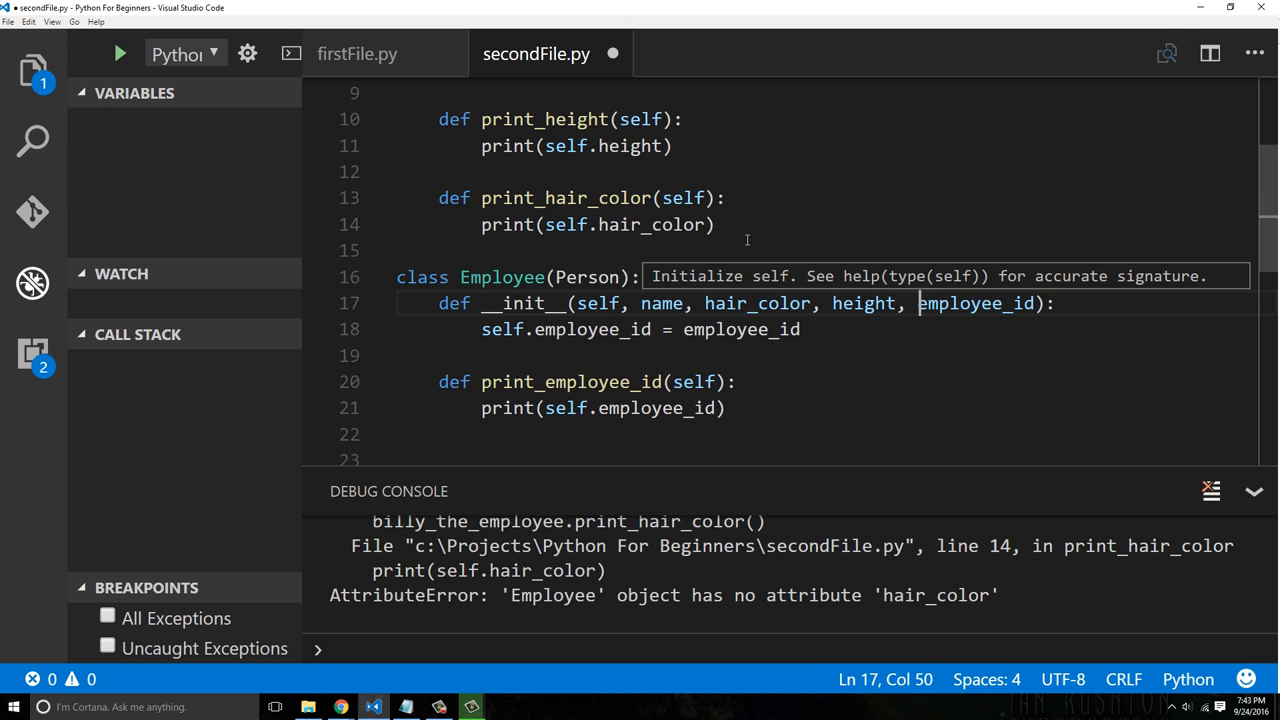 ● secondFile.py - Python For Beginners - Visual Studio Code
File Edit View Go Help
Python
firstFile.py
secondFile.py
1
VARIABLES
WATCH
CALL STACK
2
BREAKPOINTS
All Exceptions
Uncaught Exceptions
9
10 def print_height(self):
11 print(self.height)
12
13 def print_hair_color(self):
14 print(self.hair_color)
15
16 class Employee(Person):
Initialize self. See help(type(self)) for accurate signature.
17 def __init__(self, name, hair_color, height, employee_id):
18 self.employee_id = employee_id
19
20 def print_employee_id(self):
21 print(self.employee_id)
22
23
DEBUG CONSOLE
billy_the_employee.print_hair_color()
File "c:\Projects\Python For Beginners\secondFile.py", line 14, in print_hair_color
print(self.hair_color)
AttributeError: 'Employee' object has no attribute 'hair_color'
0 0
Ln 17, Col 50 Spaces: 4 UTF-8 CRLF Python
I'm Cortana. Ask me anything.
7:43 PM
9/24/2016